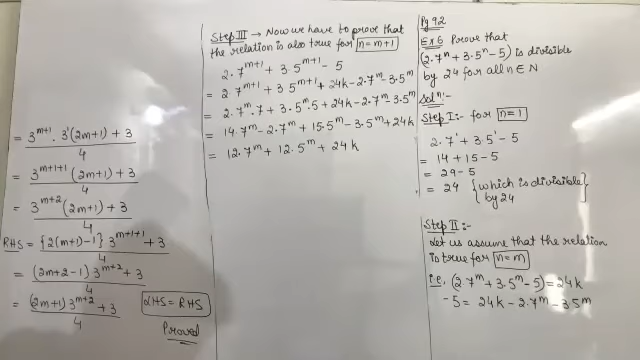 = 3^{m+1} . 3^{1}(2m+1) + 3 / 4
= 3^{m+1+1} (2m+1) + 3 / 4
= 3^{m+2} (2m+1) + 3 / 4
RHS = {2(m+1)-1} 3^{m+1+1} + 3 / 4
= (2m+2-1) 3^{m+2} + 3 / 4
= (2m+1) 3^{m+2} + 3 / 4
LHS = RHS
Proved
Step III → Now we have to prove that
the relation is also true for n=m+1
2.7^{m+1} + 3.5^{m+1} - 5
= 2.7^{m+1} + 3 5^{m+1} + 24k - 2.7^{m} - 3.5^{m}
= 2.7^{m}.7 + 3.5^{m}.5 + 24k - 2.7^{m} - 3.5^{m}
= 14.7^{m} - 2.7^{m} + 15.5^{m} - 3.5^{m} + 24k
= 12.7^{m} + 12.5^{m} + 24k
Pg 92
Ex 6 Prove that
(2.7^{n} + 3.5^{n} - 5) is divisible
by 24 for all n ∈ N
Solⁿ:-
Step I:- for n=1
2.7^{1} + 3.5^{1} - 5
= 14 + 15 - 5
= 29 - 5
= 24 {which is divisible
by 24}
Step II:-
Let us assume that the relation
is true for n=m
i.e. (2.7^{m} + 3.5^{m} - 5) = 24k
-5 = 24k - 2.7^{m} - 3 5^{m}